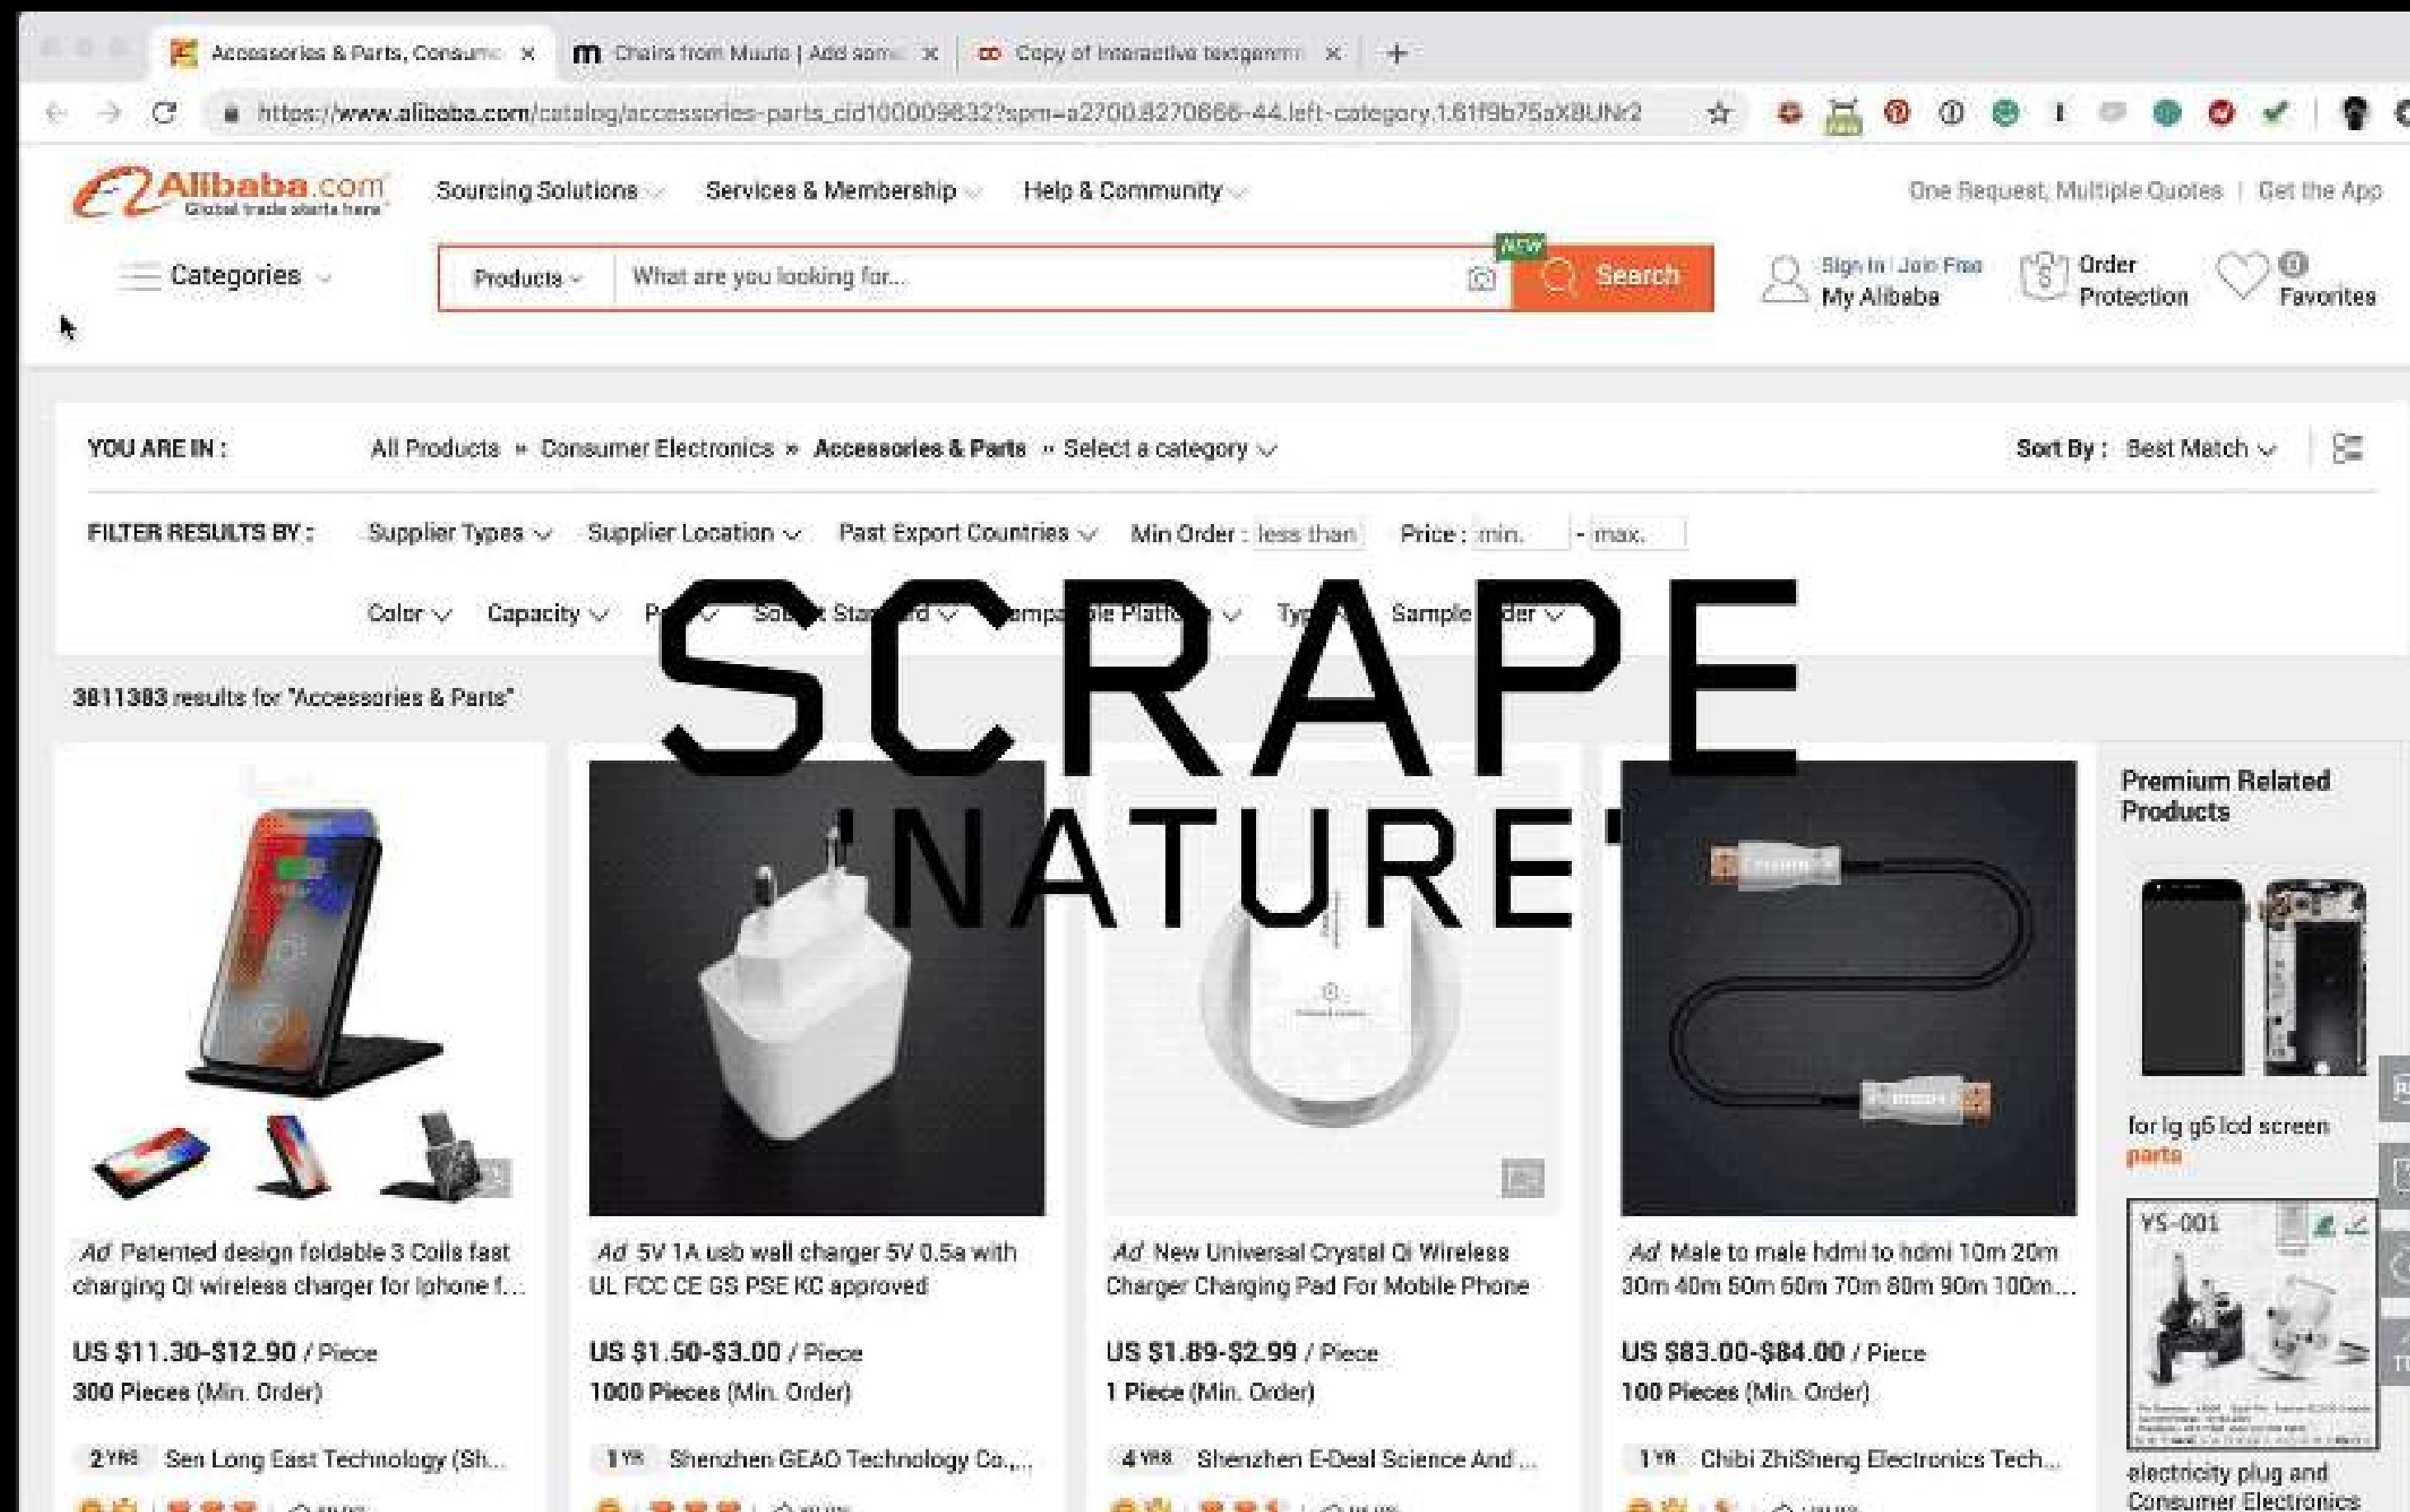 Accessories & Parts, Consume
Chairs from Muuto | Add some
Copy of Interactive textgenrnn
https://www.alibaba.com/catalog/accessories-parts_cid100009632?spm=a2700.8270666-44.left-category.1.61f9b75aX8UNr2
Alibaba.com
Global trade starts here
Sourcing Solutions
Services & Membership
Help & Community
One Request, Multiple Quotes | Get the App
Categories
Products
What are you looking for...
NEW
Search
Sign In | Join Free
My Alibaba
Order
Protection
0
Favorites
YOU ARE IN :
All Products » Consumer Electronics » Accessories & Parts » Select a category
Sort By : Best Match
FILTER RESULTS BY :
Supplier Types
Supplier Location
Past Export Countries
Min Order : less than
Price : min. - max.
Color
Capacity
Sample
SCRAPE
'NATURE'
3811383 results for "Accessories & Parts"
Premium Related
Products
for lg g5 lcd screen
parts
YS-001
electricity plug and
Consumer Electronics
Ad Patented design foldable 3 Coils fast
charging QI wireless charger for Iphone f...
US $11.30-$12.90 / Piece
300 Pieces (Min. Order)
2 YRS Sen Long East Technology (Sh...
Ad 5V 1A usb wall charger 5V 0.5a with
UL FCC CE GS PSE KC approved
US $1.50-$3.00 / Piece
1000 Pieces (Min. Order)
1 YR Shenzhen GEAO Technology Co.,...
Ad New Universal Crystal Qi Wireless
Charger Charging Pad For Mobile Phone
US $1.89-$2.99 / Piece
1 Piece (Min. Order)
4 YRS Shenzhen E-Deal Science And ...
Ad Male to male hdmi to hdmi 10m 20m
30m 40m 50m 60m 70m 80m 90m 100m...
US $83.00-$84.00 / Piece
100 Pieces (Min. Order)
1 YR Chibi ZhiSheng Electronics Tech...